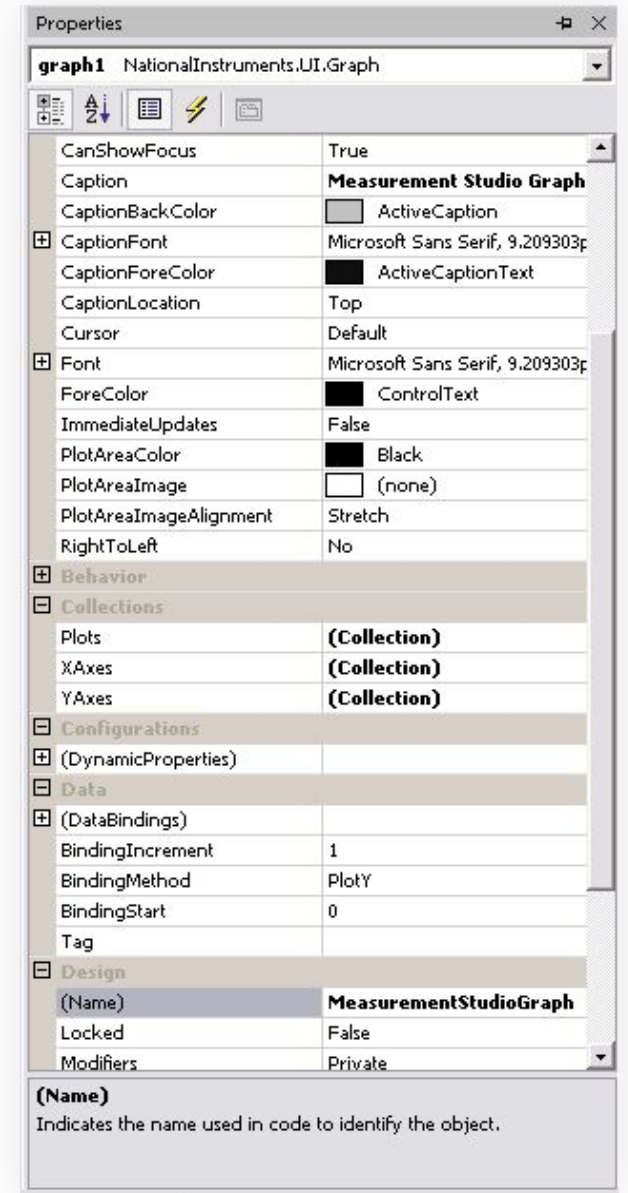 Properties
graph1 NationalInstruments.UI.Graph
CanShowFocus True
Caption Measurement Studio Graph
CaptionBackColor ActiveCaption
CaptionFont Microsoft Sans Serif, 9.209303p
CaptionForeColor ActiveCaptionText
CaptionLocation Top
Cursor Default
Font Microsoft Sans Serif, 9.209303p
ForeColor ControlText
ImmediateUpdates False
PlotAreaColor Black
PlotAreaImage (none)
PlotAreaImageAlignment Stretch
RightToLeft No
Behavior
Collections
Plots (Collection)
XAxes (Collection)
YAxes (Collection)
Configurations
(DynamicProperties)
Data
(DataBindings)
BindingIncrement 1
BindingMethod PlotY
BindingStart 0
Tag
Design
(Name) MeasurementStudioGraph
Locked False
Modifiers Private
(Name)
Indicates the name used in code to identify the object.